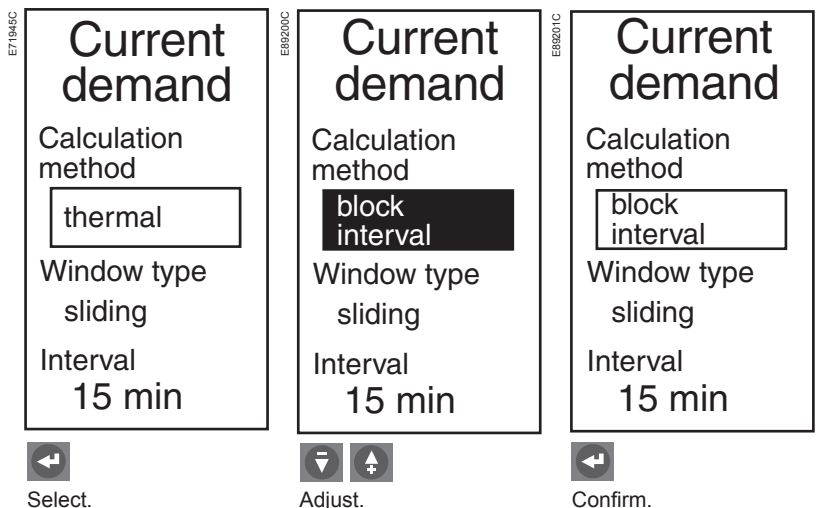 E71945C
Current
demand
Calculation
method
thermal
Window type
sliding
Interval
15 min
Select.
E89200C
Current
demand
Calculation
method
block
interval
Window type
sliding
Interval
15 min
Adjust.
E89201C
Current
demand
Calculation
method
block
interval
Window type
sliding
Interval
15 min
Confirm.